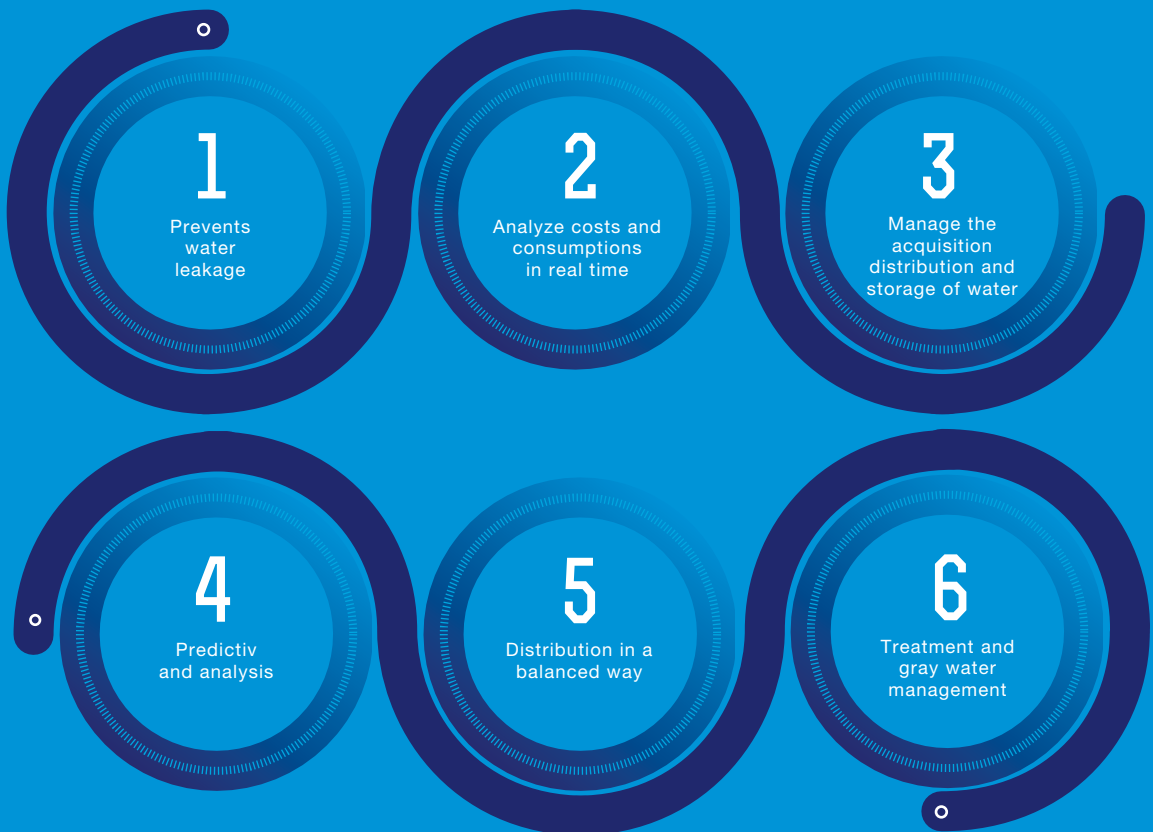 1
Prevents
water
leakage
2
Analyze costs and
consumptions
in real time
3
Manage the
acquisition
distribution and
storage of water
4
Predictiv
and analysis
5
Distribution in a
balanced way
6
Treatment and
gray water
management